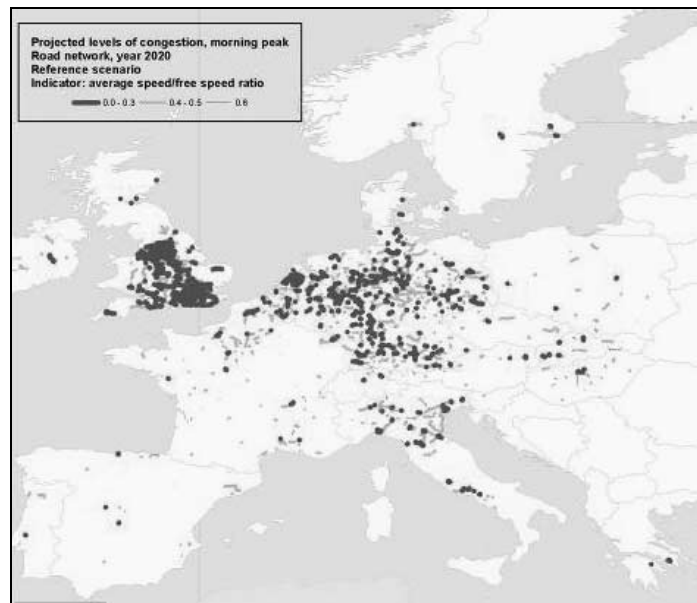 Projected levels of congestion, morning peak
Road network, year 2020
Reference scenario
Indicator: average speed/free speed ratio
0.0 - 0.3 0.4 - 0.5 0.6